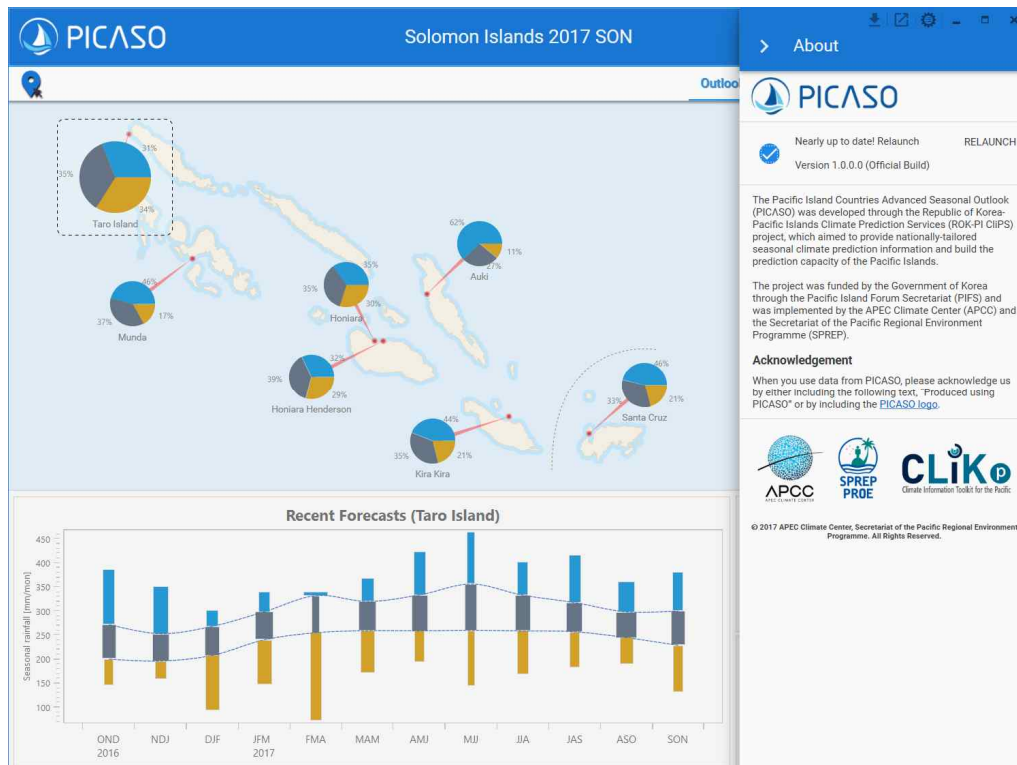 PICASO
Solomon Islands 2017 SON
About
Outloo
PICASO
Nearly up to date! Relaunch
RELAUNCH
Version 1.0.0.0 (Official Build)
The Pacific Island Countries Advanced Seasonal Outlook
(PICASO) was developed through the Republic of Korea-
Pacific Islands Climate Prediction Services (ROK-PI CliPS)
project, which aimed to provide nationally-tailored
seasonal climate prediction information and build the
prediction capacity of the Pacific Islands.
The project was funded by the Government of Korea
through the Pacific Island Forum Secretariat (PIFS) and
was implemented by the APEC Climate Center (APCC) and
the Secretariat of the Pacific Regional Environment
Programme (SPREP).
Acknowledgement
When you use data from PICASO, please acknowledge us
by either including the following text, "Produced using
PICASO" or by including the PICASO logo.
APCC
APEC CLIMATE CENTER
SPREP
PROE
CLiKp
Climate Information Toolkit for the Pacific
© 2017 APEC Climate Center, Secretariat of the Pacific Regional Environment
Programme. All Rights Reserved.
31%
35%
34%
Taro Island
46%
37%
17%
Munda
62%
11%
27%
Auki
35%
35%
30%
Honiara
32%
39%
29%
Honiara Henderson
44%
35%
21%
Kira Kira
46%
33%
21%
Santa Cruz
Recent Forecasts (Taro Island)
Seasonal rainfall [mm/mon]
450
400
350
300
250
200
150
100
OND NDJ DJF JFM FMA MAM AMJ MJJ JJA JAS ASO SON
2016 2017